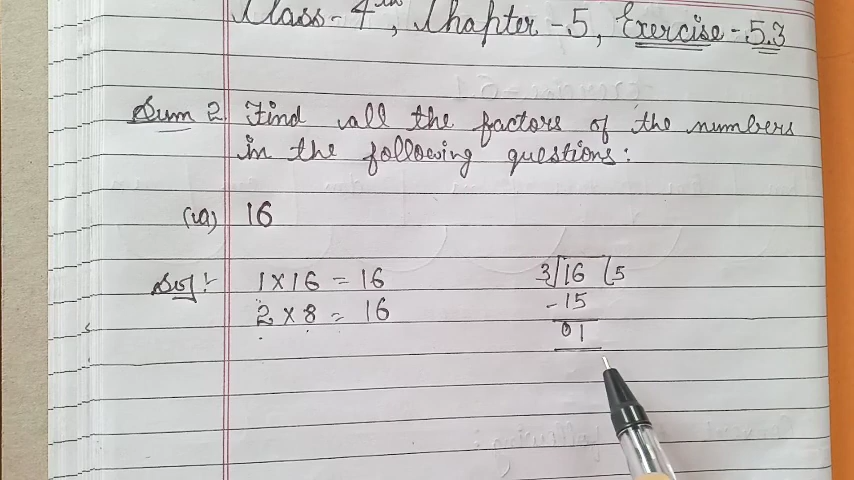 Class - 4th, Chapter - 5, Exercise - 5.3
Sum 2. Find all the factors of the numbers
in the following questions:
(a) 16
Sol:- 1 × 16 = 16 3)16(5
2 × 8 = 16 -15
01